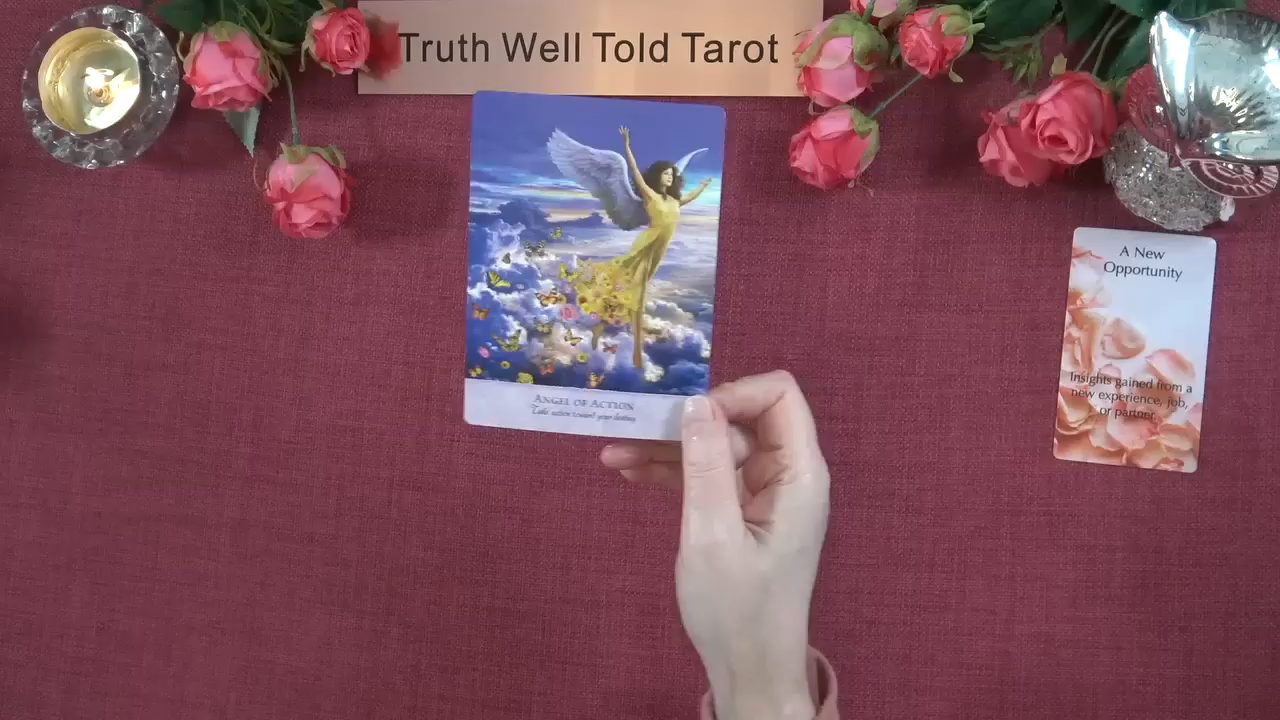 Truth Well Told Tarot
ANGEL OF ACTION
Take action toward your destiny
A New
Opportunity
Insights gained from a
new experience, job,
or partner.